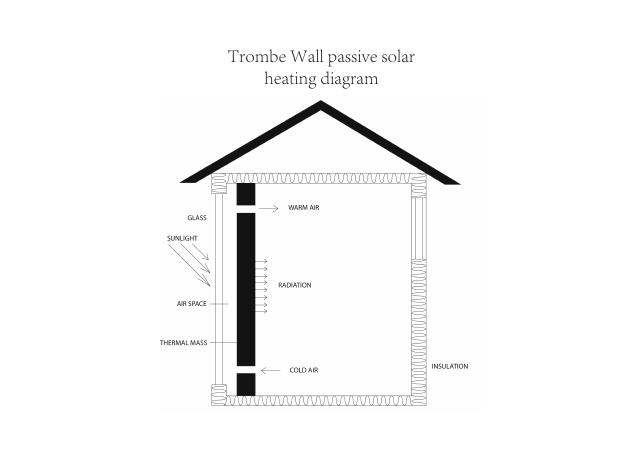 Trombe Wall passive solar
heating diagram
WARM AIR
GLASS
SUNLIGHT
RADIATION
AIR SPACE
THERMAL MASS
COLD AIR
INSULATION